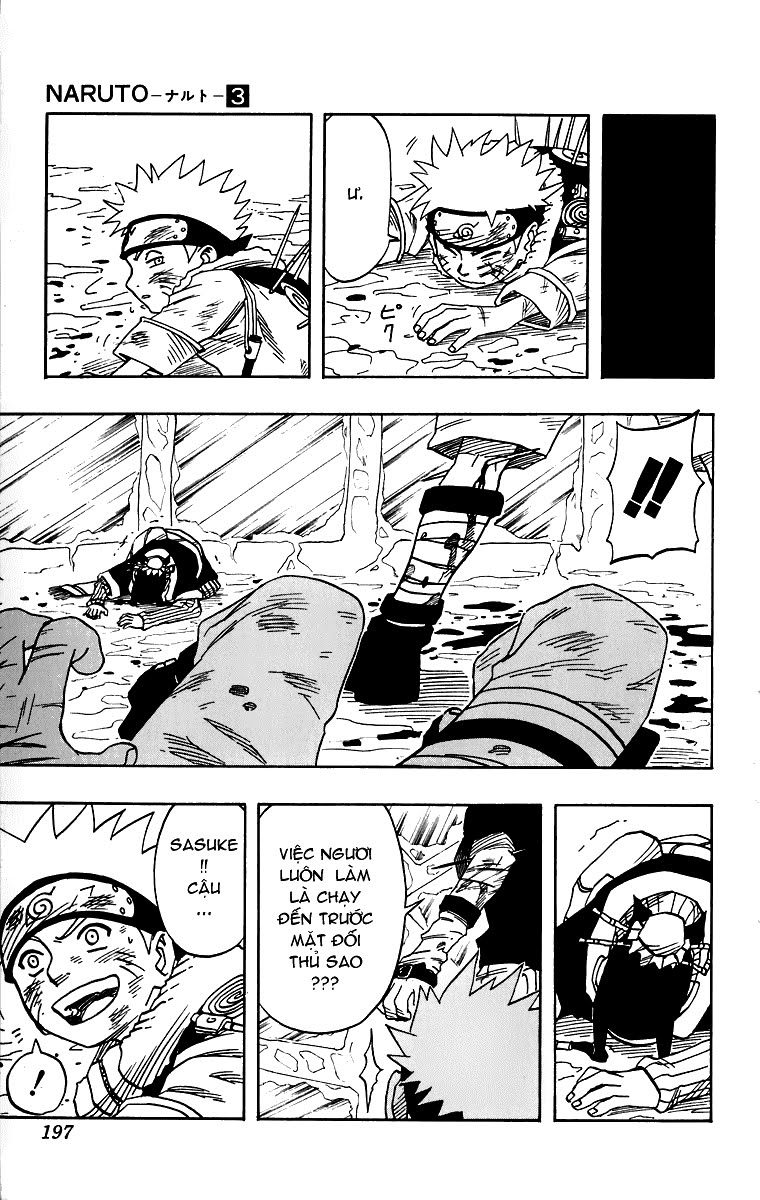 NARUTO—ナルト—3
Ư.
ピク
!!
VIỆC NGƯƠI
LUÔN LÀM
LÀ CHẠY
ĐẾN TRƯỚC
MẶT ĐỐI
THỦ SAO
???
SASUKE
!!
CẬU
...
!
197